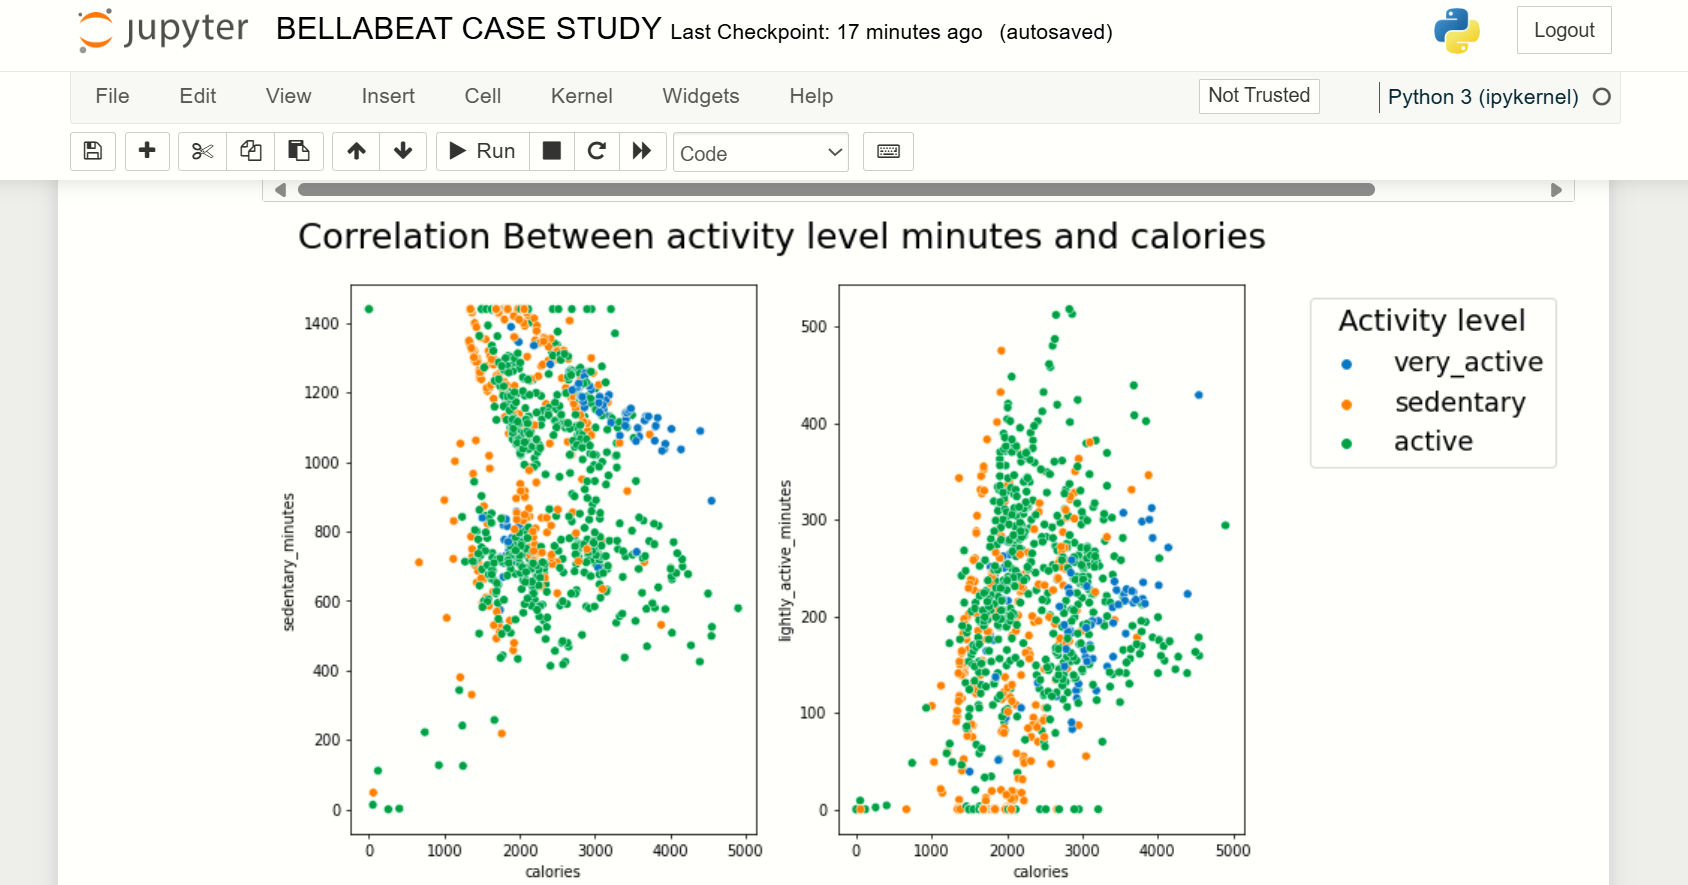 jupyter BELLABEAT CASE STUDY Last Checkpoint: 17 minutes ago (autosaved) Logout
File Edit View Insert Cell Kernel Widgets Help Not Trusted Python 3 (ipykernel)
Run Code
Correlation Between activity level minutes and calories
sedentary_minutes
1400
1200
1000
800
600
400
200
0
0 1000 2000 3000 4000 5000
calories
lightly_active_minutes
500
400
300
200
100
0
0 1000 2000 3000 4000 5000
calories
Activity level
very_active
sedentary
active